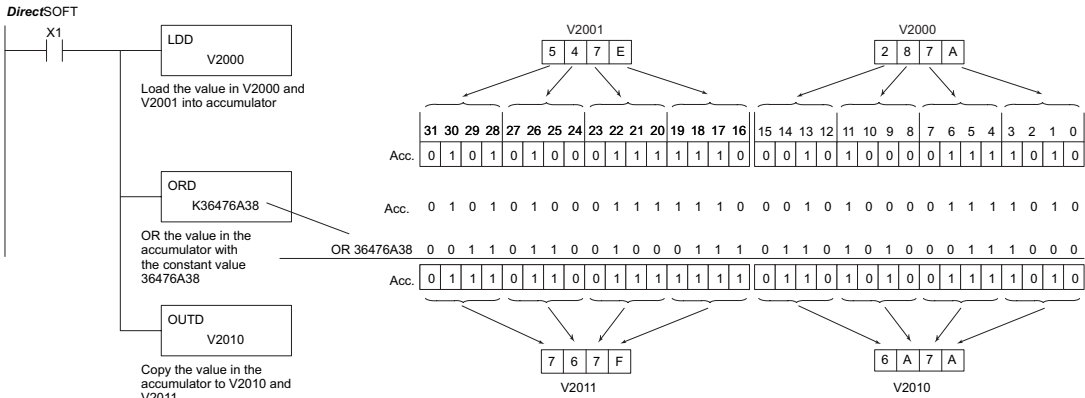 DirectSOFT
X1
LDD
V2000
Load the value in V2000 and
V2001 into accumulator
V2001
5 4 7 E
V2000
2 8 7 A
31 30 29 28 27 26 25 24 23 22 21 20 19 18 17 16 15 14 13 12 11 10 9 8 7 6 5 4 3 2 1 0
Acc. 0 1 0 1 0 1 0 0 0 1 1 1 1 1 1 0 0 0 1 0 1 0 0 0 0 1 1 1 1 0 1 0
ORD
K36476A38
OR the value in the
accumulator with
the constant value
36476A38
Acc. 0 1 0 1 0 1 0 0 0 1 1 1 1 1 1 0 0 0 1 0 1 0 0 0 0 1 1 1 1 0 1 0
OR 36476A38 0 0 1 1 0 1 1 0 0 1 0 0 0 1 1 1 0 1 1 0 1 0 1 0 0 0 1 1 1 0 0 0
Acc. 0 1 1 1 0 1 1 0 0 1 1 1 1 1 1 1 0 1 1 0 1 0 1 0 0 1 1 1 1 0 1 0
OUTD
V2010
Copy the value in the
accumulator to V2010 and
V2011
7 6 7 F
V2011
6 A 7 A
V2010